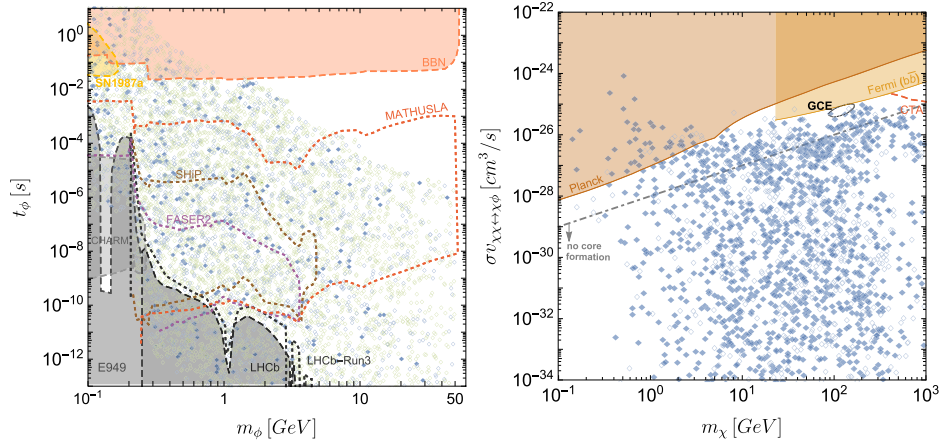 10^0
10^-2
10^-4
10^-6
10^-8
10^-10
10^-12
t_ϕ [s]
BBN
SN1987a
MATHUSLA
SHiP
FASER2
CHARM
E949
LHCb
LHCb-Run3
10^-1
1
10
50
m_ϕ [GeV]
10^-22
10^-24
10^-26
10^-28
10^-30
10^-32
10^-34
σv_χχ↔χϕ [cm^3/s]
Fermi (bb̅)
GCE
CTA
Planck
no core
formation
10^-1
10^0
10^1
10^2
10^3
m_χ [GeV]